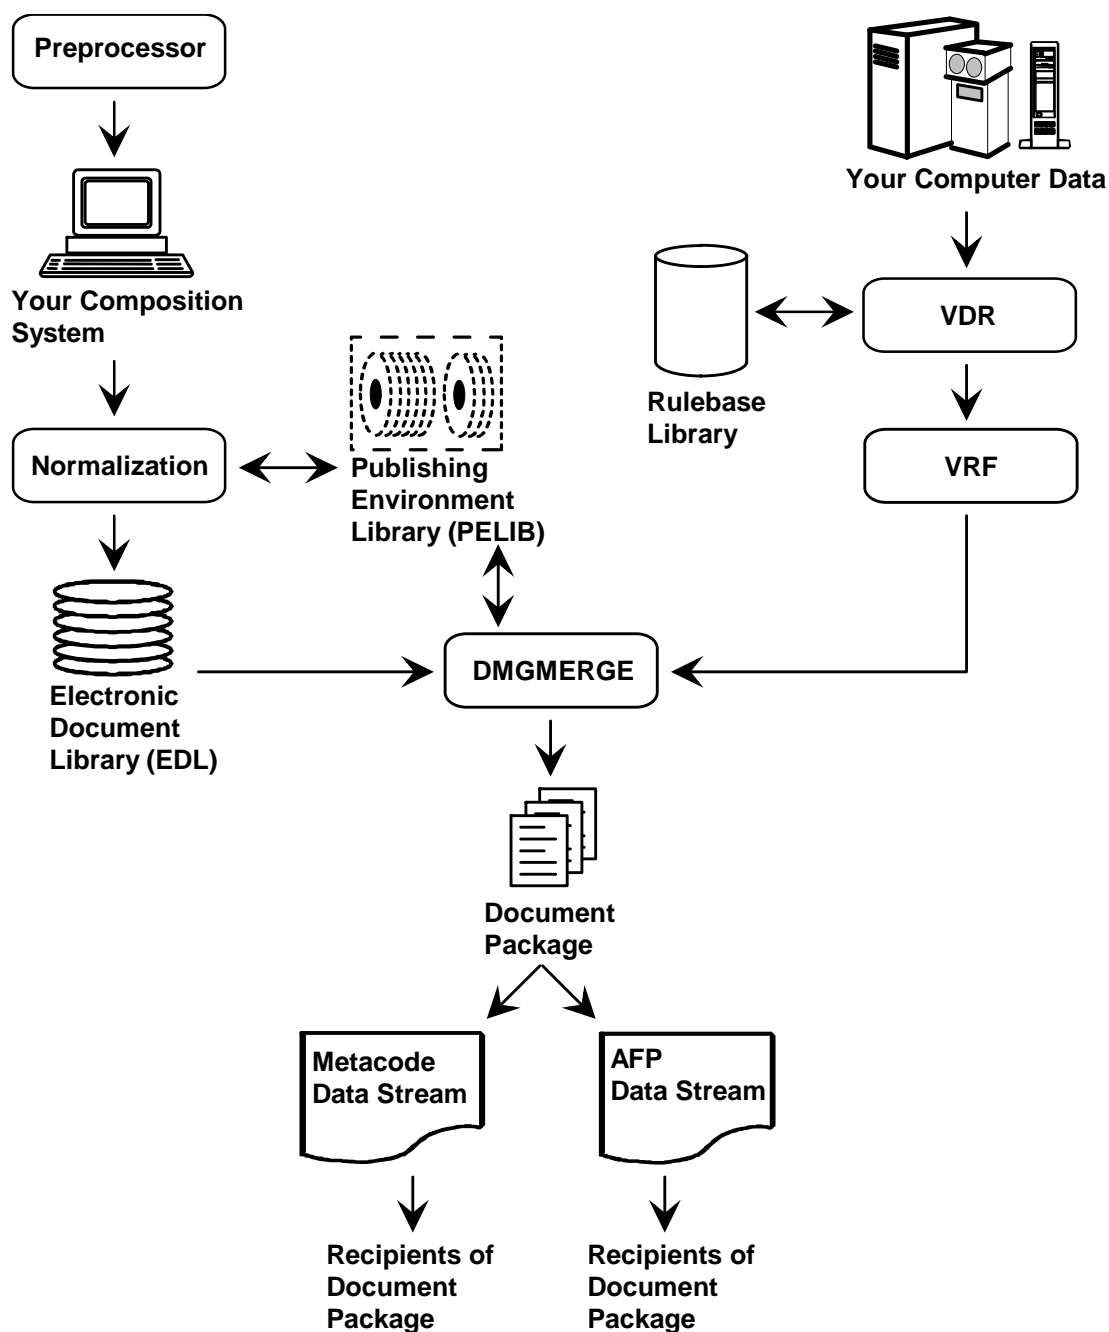 Preprocessor
Your Computer Data
Your Composition
System
VDR
Rulebase
Library
Normalization
Publishing
Environment
Library (PELIB)
VRF
Electronic
Document
Library (EDL)
DMGMERGE
Document
Package
Metacode
Data Stream
AFP
Data Stream
Recipients of
Document
Package
Recipients of
Document
Package